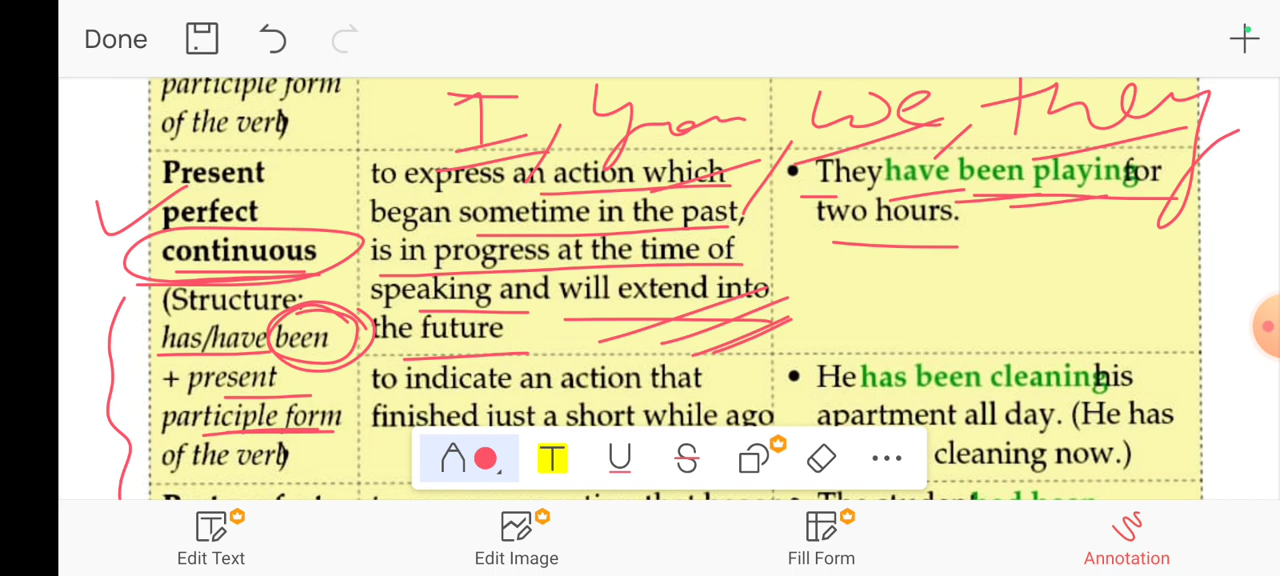 Done
participle form
of the verb
I, you, we, they
Present
perfect
continuous
(Structure:
has/have been
+ present
participle form
of the verb)
to express an action which
began sometime in the past,
is in progress at the time of
speaking and will extend into
the future
• They have been playing for
two hours.
to indicate an action that
finished just a short while ago
• He has been cleaning his
apartment all day. (He has
cleaning now.)
T U S
Edit Text
Edit Image
Fill Form
Annotation